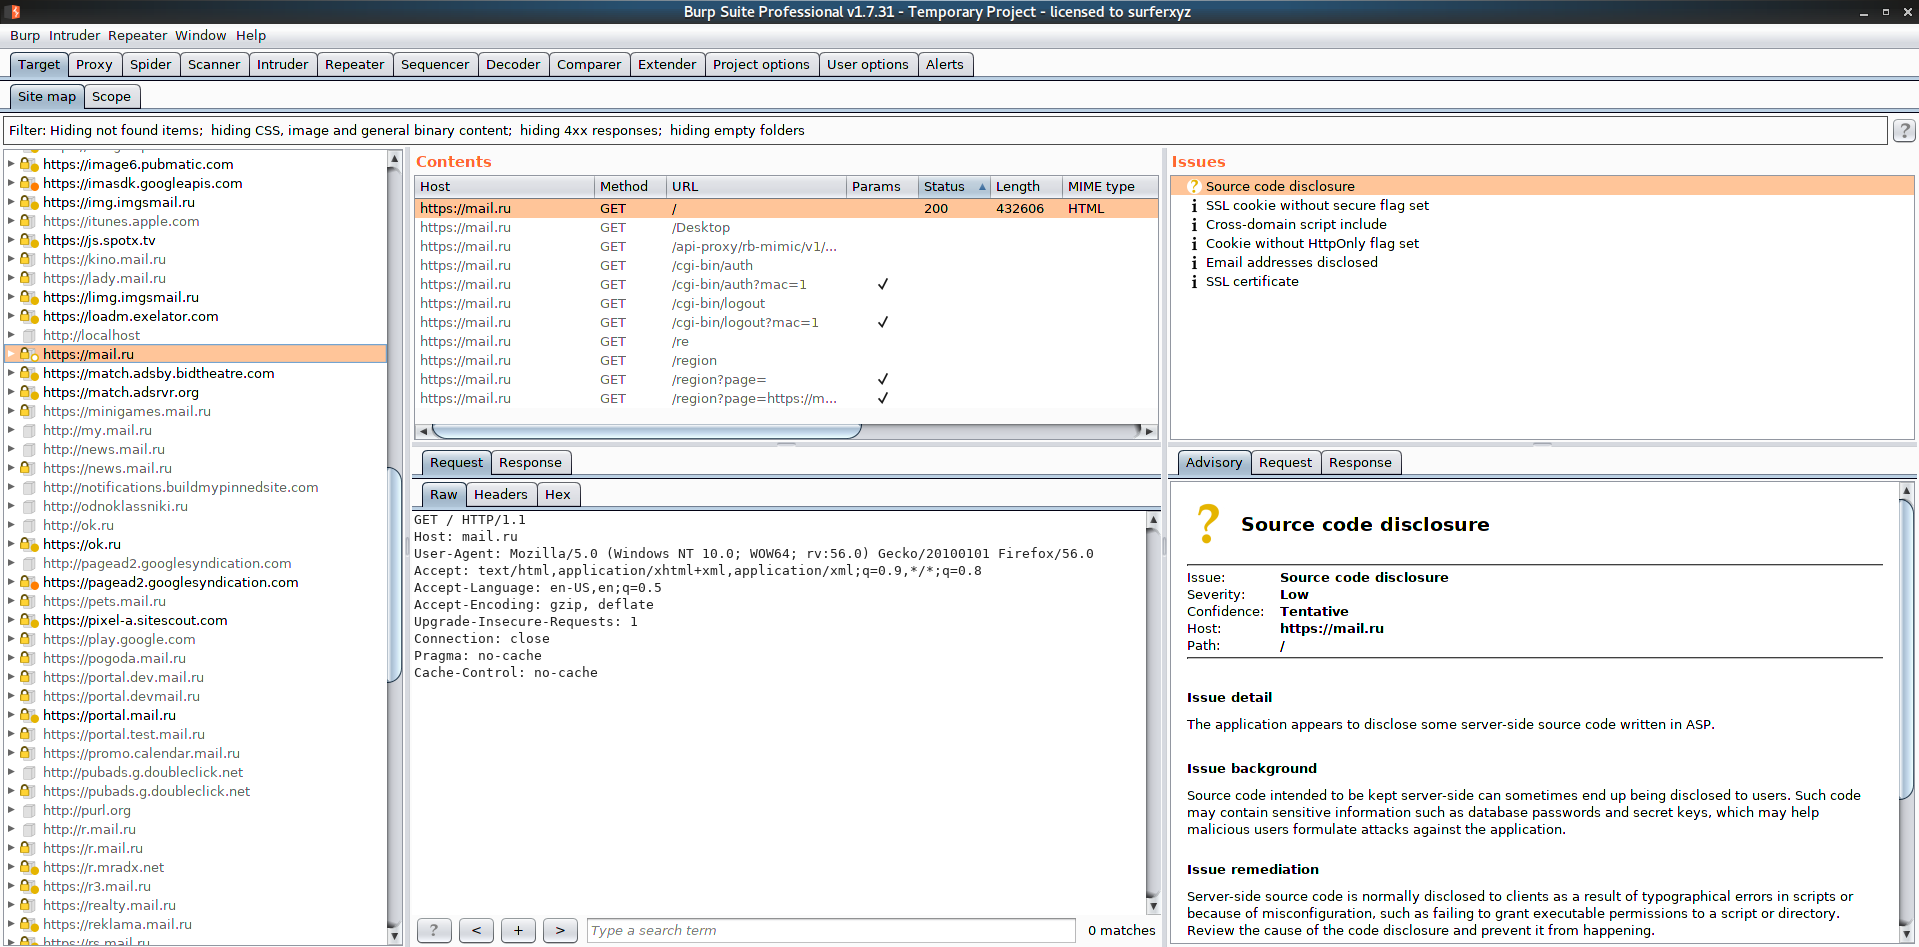 Burp Suite Professional v1.7.31 - Temporary Project - licensed to surferxyz
Burp Intruder Repeater Window Help
Target Proxy Spider Scanner Intruder Repeater Sequencer Decoder Comparer Extender Project options User options Alerts
Site map Scope
Filter: Hiding not found items; hiding CSS, image and general binary content; hiding 4xx responses; hiding empty folders
?
https://image6.pubmatic.com
https://imasdk.googleapis.com
https://img.imgsmail.ru
https://itunes.apple.com
https://js.spotx.tv
https://kino.mail.ru
https://lady.mail.ru
https://limg.imgsmail.ru
https://loadm.exelator.com
http://localhost
https://mail.ru
https://match.adsby.bidtheatre.com
https://match.adsrvr.org
https://minigames.mail.ru
http://my.mail.ru
http://news.mail.ru
https://news.mail.ru
http://notifications.buildmypinnedsite.com
http://odnoklassniki.ru
http://ok.ru
https://ok.ru
http://pagead2.googlesyndication.com
https://pagead2.googlesyndication.com
https://pets.mail.ru
https://pixel-a.sitescout.com
https://play.google.com
https://pogoda.mail.ru
https://portal.dev.mail.ru
https://portal.devmail.ru
https://portal.mail.ru
https://portal.test.mail.ru
https://promo.calendar.mail.ru
http://pubads.g.doubleclick.net
https://pubads.g.doubleclick.net
http://purl.org
http://r.mail.ru
https://r.mail.ru
https://r.mradx.net
https://r3.mail.ru
https://realty.mail.ru
https://reklama.mail.ru
https://rs.mail.ru
Contents
Host Method URL Params Status Length MIME type
https://mail.ru GET / 200 432606 HTML
https://mail.ru GET /Desktop
https://mail.ru GET /api-proxy/rb-mimic/v1/...
https://mail.ru GET /cgi-bin/auth
https://mail.ru GET /cgi-bin/auth?mac=1 ✓
https://mail.ru GET /cgi-bin/logout
https://mail.ru GET /cgi-bin/logout?mac=1 ✓
https://mail.ru GET /re
https://mail.ru GET /region
https://mail.ru GET /region?page= ✓
https://mail.ru GET /region?page=https://m... ✓
Request Response
Raw Headers Hex
GET / HTTP/1.1
Host: mail.ru
User-Agent: Mozilla/5.0 (Windows NT 10.0; WOW64; rv:56.0) Gecko/20100101 Firefox/56.0
Accept: text/html,application/xhtml+xml,application/xml;q=0.9,*/*;q=0.8
Accept-Language: en-US,en;q=0.5
Accept-Encoding: gzip, deflate
Upgrade-Insecure-Requests: 1
Connection: close
Pragma: no-cache
Cache-Control: no-cache
? < + > Type a search term 0 matches
Issues
? Source code disclosure
i SSL cookie without secure flag set
i Cross-domain script include
i Cookie without HttpOnly flag set
i Email addresses disclosed
i SSL certificate
Advisory Request Response
? Source code disclosure
Issue: Source code disclosure
Severity: Low
Confidence: Tentative
Host: https://mail.ru
Path: /
Issue detail
The application appears to disclose some server-side source code written in ASP.
Issue background
Source code intended to be kept server-side can sometimes end up being disclosed to users. Such code
may contain sensitive information such as database passwords and secret keys, which may help
malicious users formulate attacks against the application.
Issue remediation
Server-side source code is normally disclosed to clients as a result of typographical errors in scripts or
because of misconfiguration, such as failing to grant executable permissions to a script or directory.
Review the cause of the code disclosure and prevent it from happening.